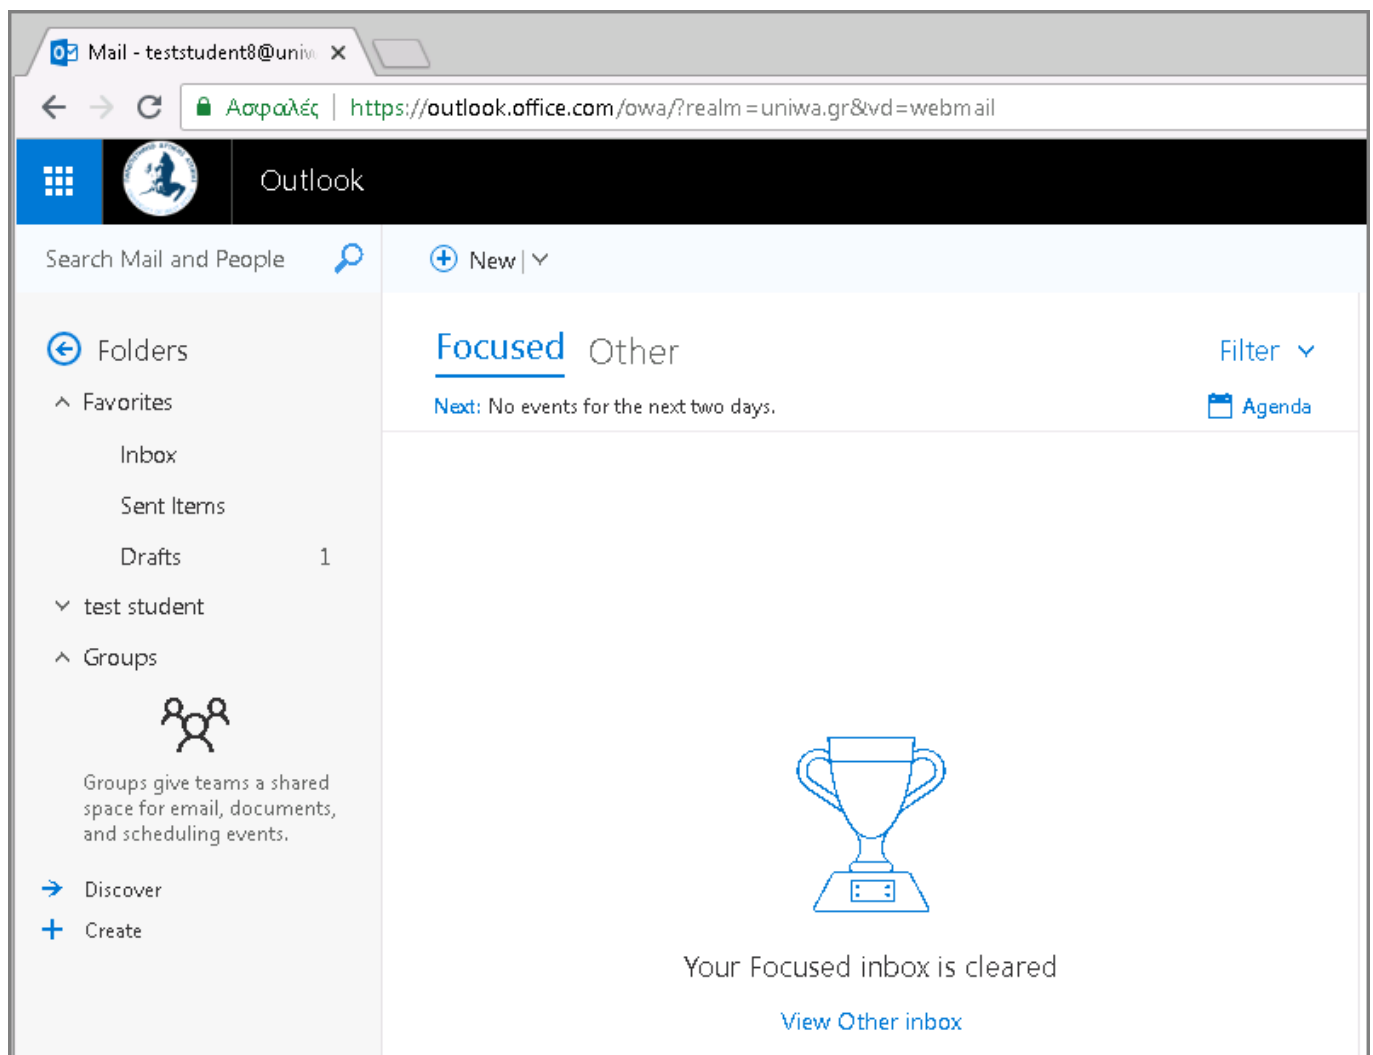 Mail - teststudent8@univ
Ασφαλές | https://outlook.office.com/owa/?realm=uniwa.gr&vd=webmail
Outlook
Search Mail and People
New
Folders
Focused Other
Filter
Favorites
Next: No events for the next two days.
Agenda
Inbox
Sent Items
Drafts 1
test student
Groups
Groups give teams a shared
space for email, documents,
and scheduling events.
Discover
Create
Your Focused inbox is cleared
View Other inbox